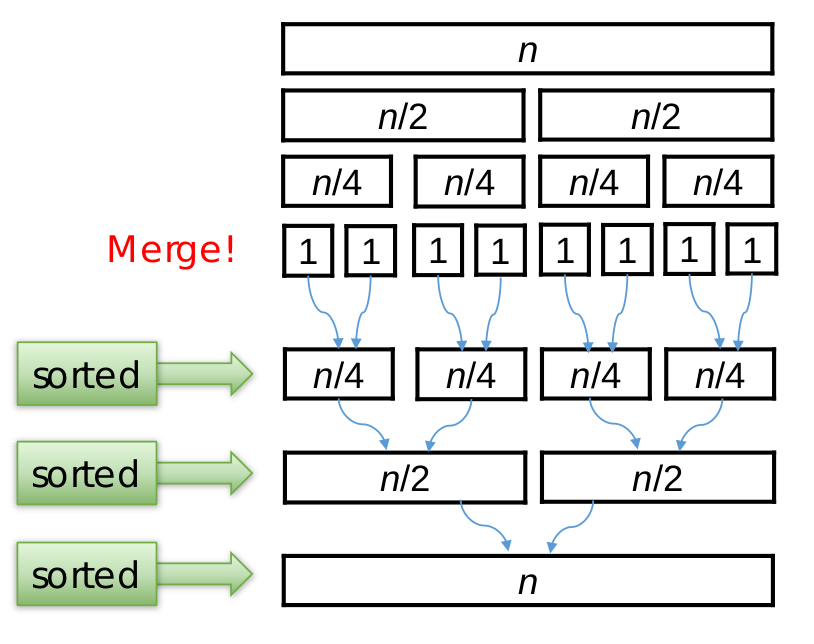 n
n/2 n/2
n/4 n/4 n/4 n/4
Merge! 1 1 1 1 1 1 1 1
sorted n/4 n/4 n/4 n/4
sorted n/2 n/2
sorted n